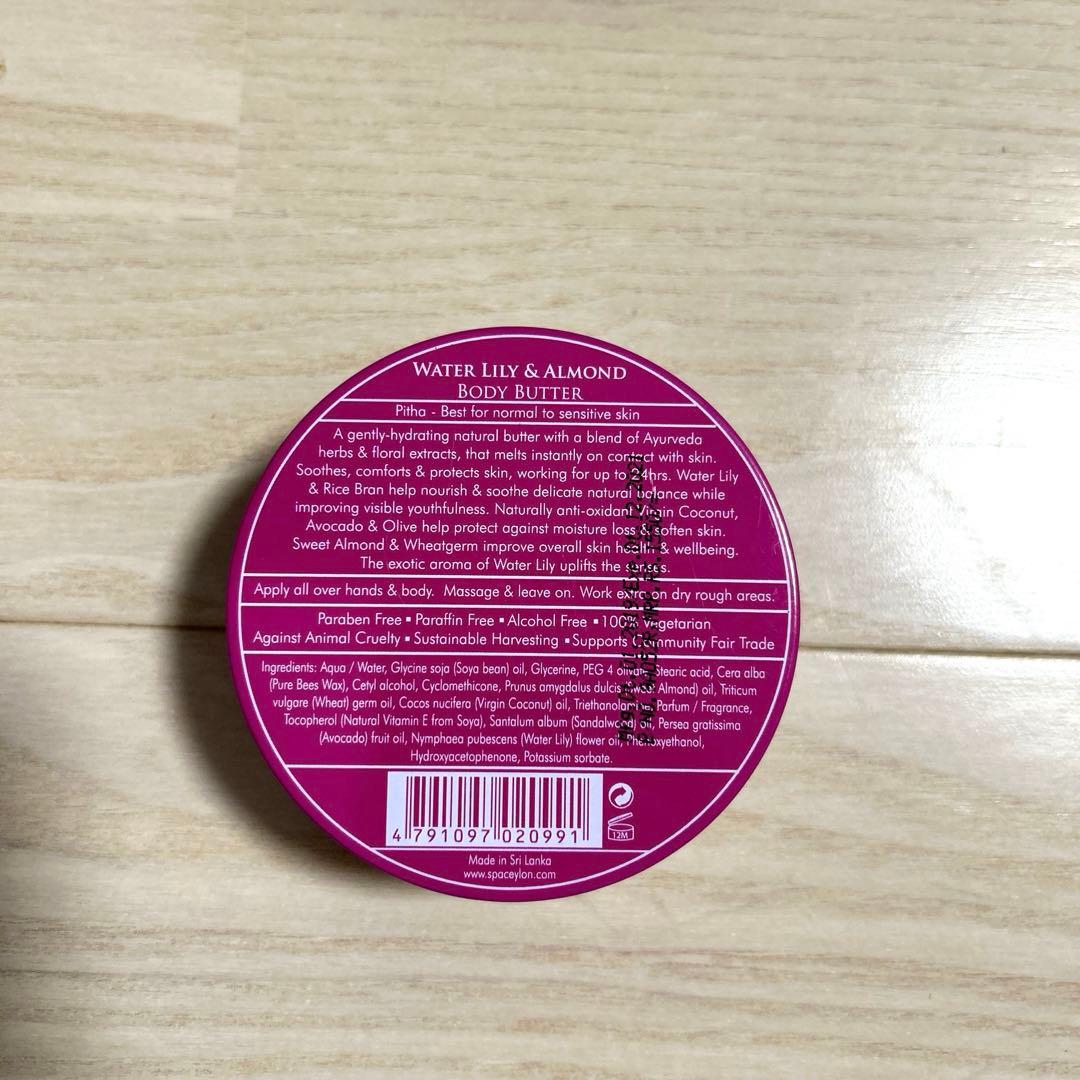 WATER LILY & ALMOND
BODY BUTTER
Pitha - Best for normal to sensitive skin
A gently-hydrating natural butter with a blend of Ayurveda
herbs & floral extracts, that melts instantly on contact with skin.
Soothes, comforts & protects skin, working for up to 24hrs. Water Lily
& Rice Bran help nourish & soothe delicate natural balance while
improving visible youthfulness. Naturally anti-oxidant Virgin Coconut,
Avocado & Olive help protect against moisture loss & soften skin.
Sweet Almond & Wheatgerm improve overall skin health & wellbeing.
The exotic aroma of Water Lily uplifts the senses.
Apply all over hands & body. Massage & leave on. Work extra on dry rough areas.
Paraben Free ▪ Paraffin Free ▪ Alcohol Free ▪ 100% Vegetarian
Against Animal Cruelty ▪ Sustainable Harvesting ▪ Supports Community Fair Trade
Ingredients: Aqua / Water, Glycine soja (Soya bean) oil, Glycerine, PEG 4 olivate, Stearic acid, Cera alba
(Pure Bees Wax), Cetyl alcohol, Cyclomethicone, Prunus amygdalus dulcis (Sweet Almond) oil, Triticum
vulgare (Wheat) germ oil, Cocos nucifera (Virgin Coconut) oil, Triethanolamine, Parfum / Fragrance,
Tocopherol (Natural Vitamin E from Soya), Santalum album (Sandalwood) oil, Persea gratissima
(Avocado) fruit oil, Nymphaea pubescens (Water Lily) flower oil, Phenoxyethanol,
Hydroxyacetophenone, Potassium sorbate.
4 791097 020991
12M
Made in Sri Lanka
www.spaceylon.com